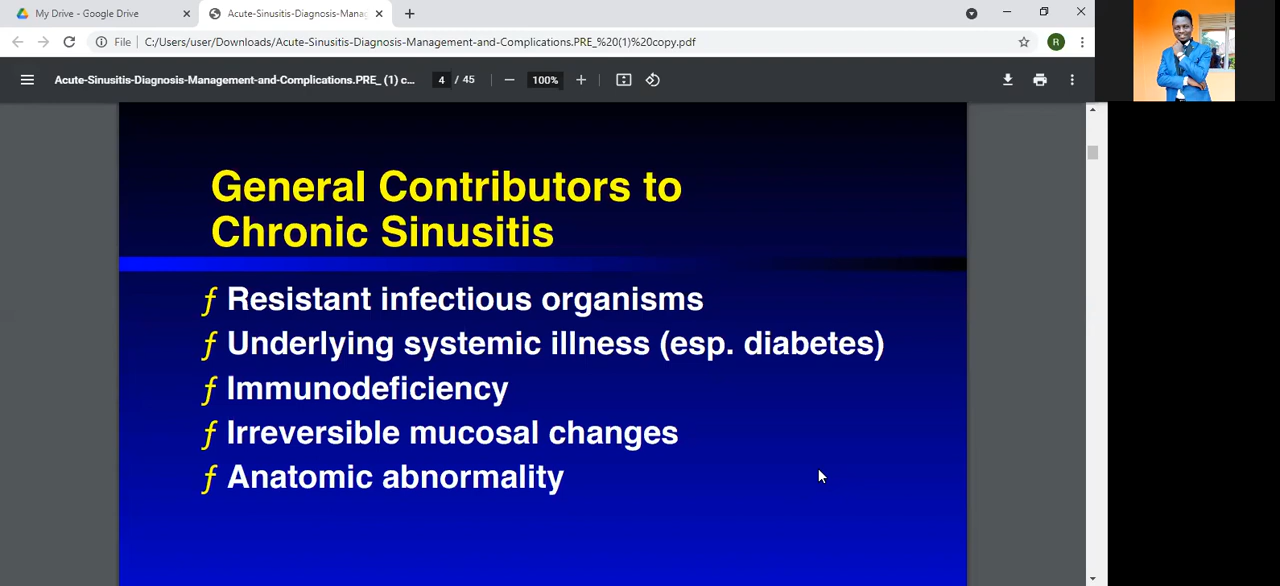 My Drive - Google Drive
Acute-Sinusitis-Diagnosis-Manag
File
C:/Users/user/Downloads/Acute-Sinusitis-Diagnosis-Management-and-Complications.PRE_%20(1)%20copy.pdf
R
Acute-Sinusitis-Diagnosis-Management-and-Complications.PRE_ (1) c...
4 / 45
100%
General Contributors to
Chronic Sinusitis
ƒ Resistant infectious organisms
ƒ Underlying systemic illness (esp. diabetes)
ƒ Immunodeficiency
ƒ Irreversible mucosal changes
ƒ Anatomic abnormality